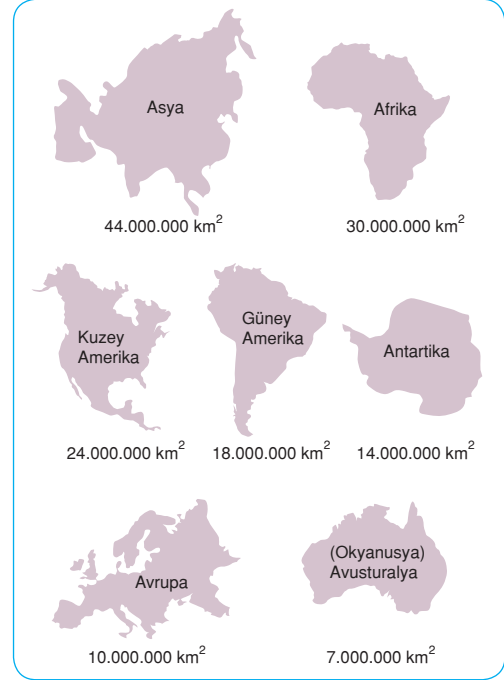 Asya
44.000.000 km²
Afrika
30.000.000 km²
Kuzey
Amerika
24.000.000 km²
Güney
Amerika
18.000.000 km²
Antartika
14.000.000 km²
Avrupa
10.000.000 km²
(Okyanusya)
Avusturalya
7.000.000 km²